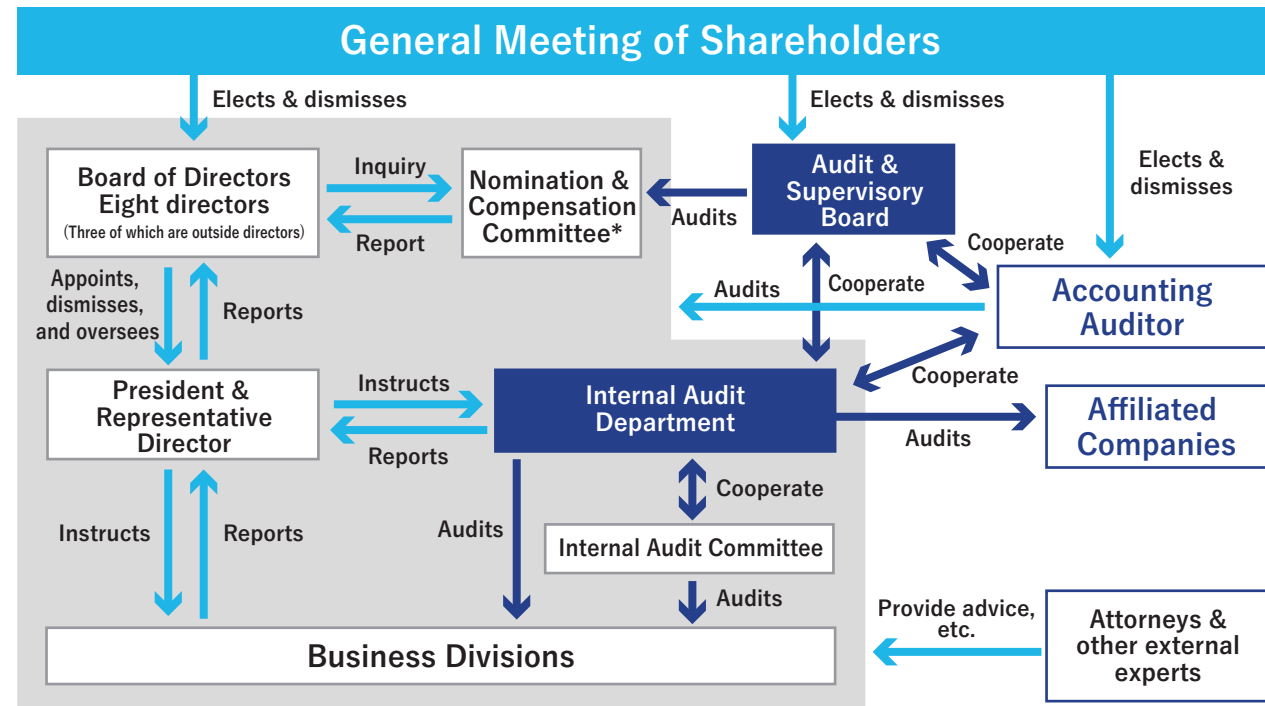 General Meeting of Shareholders
Elects & dismisses
Elects & dismisses
Elects &
dismisses
Board of Directors
Eight directors
(Three of which are outside directors)
Inquiry
Report
Nomination &
Compensation
Committee*
Audits
Audit &
Supervisory
Board
Cooperate
Cooperate
Audits
Accounting
Auditor
Appoints,
dismisses,
and oversees
Reports
President &
Representative
Director
Instructs
Reports
Internal Audit
Department
Cooperate
Audits
Affiliated
Companies
Instructs
Reports
Audits
Cooperate
Internal Audit Committee
Audits
Business Divisions
Provide advice,
etc.
Attorneys &
other external
experts